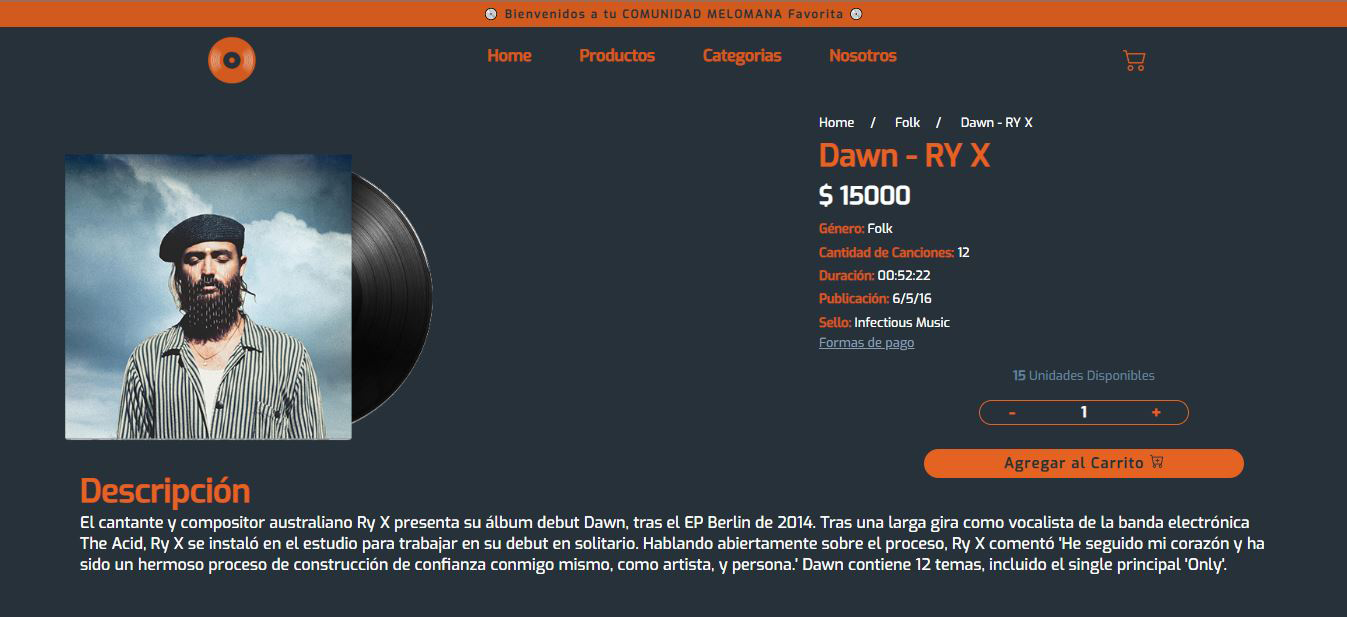 Bienvenidos a tu COMUNIDAD MELOMANA Favorita
Home Productos Categorias Nosotros
Home / Folk / Dawn - RY X
Dawn - RY X
$ 15000
Género: Folk
Cantidad de Canciones: 12
Duración: 00:52:22
Publicación: 6/5/16
Sello: Infectious Music
Formas de pago
15 Unidades Disponibles
- 1 +
Agregar al Carrito
Descripción
El cantante y compositor australiano Ry X presenta su álbum debut Dawn, tras el EP Berlin de 2014. Tras una larga gira como vocalista de la banda electrónica
The Acid, Ry X se instaló en el estudio para trabajar en su debut en solitario. Hablando abiertamente sobre el proceso, Ry X comentó 'He seguido mi corazón y ha
sido un hermoso proceso de construcción de confianza conmigo mismo, como artista, y persona.' Dawn contiene 12 temas, incluido el single principal 'Only'.